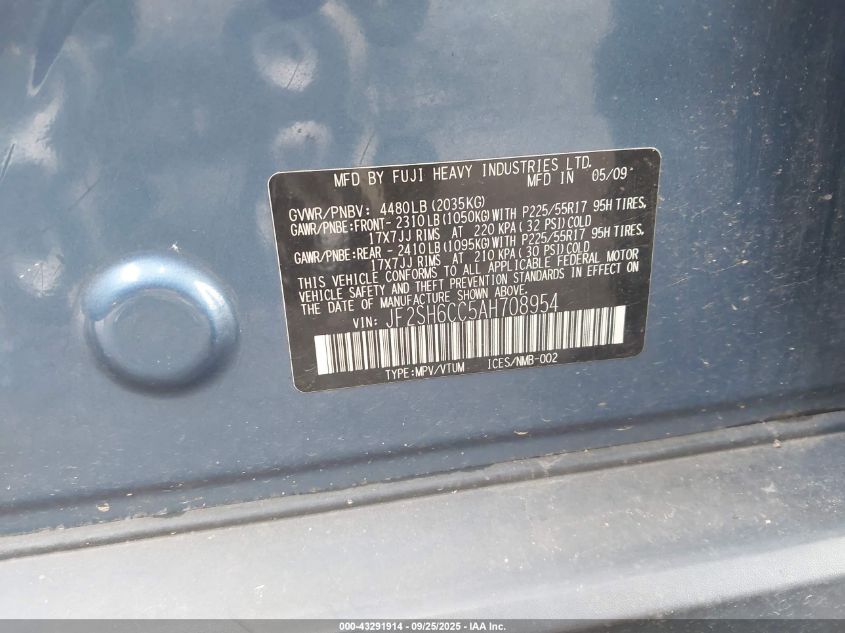 MFD BY FUJI HEAVY INDUSTRIES LTD.
MFD IN 05/09
GVWR/PNBV: 4480LB (2035KG)
GAWR/PNBE:FRONT- 2310LB (1050KG) WITH P225/55R17 95H TIRES.
17X7JJ RIMS AT 220 KPA (32 PSI) COLD
GAWR/PNBE:REAR - 2410LB (1095KG) WITH P225/55R17 95H TIRES.
17X7JJ RIMS AT 210 KPA (30 PSI) COLD
THIS VEHICLE CONFORMS TO ALL APPLICABLE FEDERAL MOTOR
VEHICLE SAFETY AND THEFT PREVENTION STANDARDS IN EFFECT ON
THE DATE OF MANUFACTURE SHOWN ABOVE.
VIN: JF2SH6CC5AH708954
TYPE:MPV/VTUM ICES/NMB-002
000-43291914 - 09/25/2025 - IAA Inc.